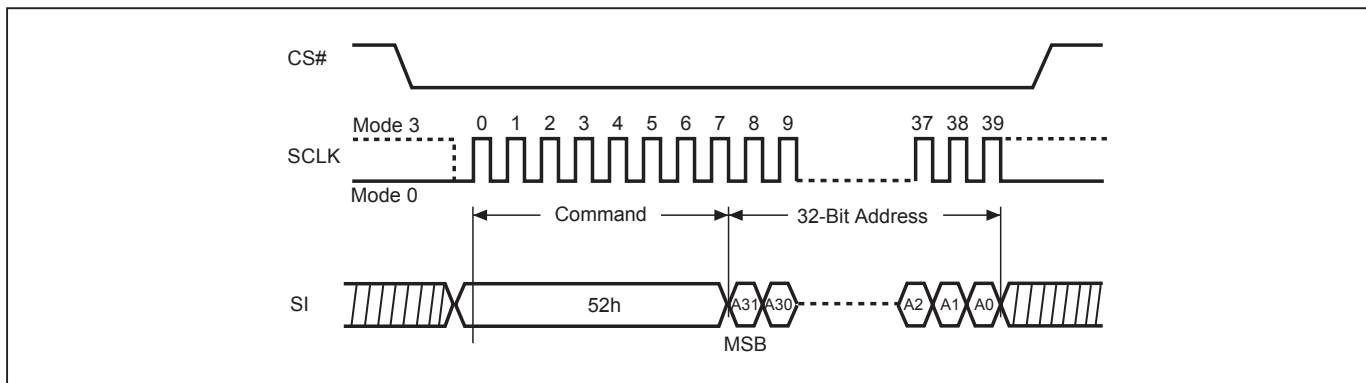 CS#
Mode 3 0 1 2 3 4 5 6 7 8 9 37 38 39
SCLK
Mode 0
Command 32-Bit Address
SI 52h A31 A30 A2 A1 A0
MSB